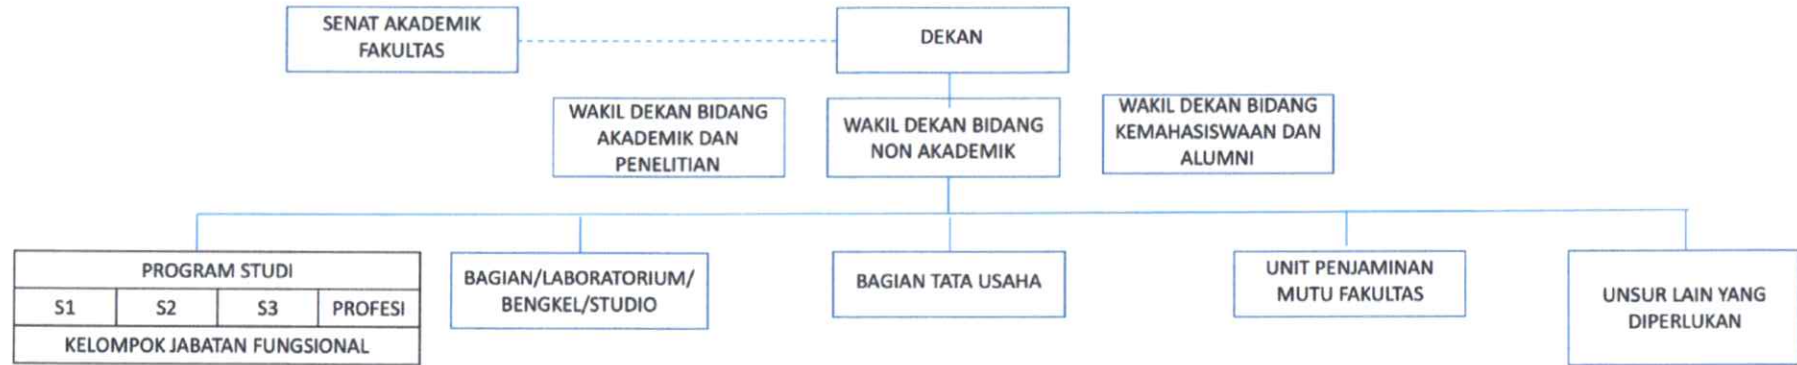 SENAT AKADEMIK
FAKULTAS
DEKAN
WAKIL DEKAN BIDANG
AKADEMIK DAN
PENELITIAN
WAKIL DEKAN BIDANG
NON AKADEMIK
WAKIL DEKAN BIDANG
KEMAHASISWAAN DAN
ALUMNI
PROGRAM STUDI
S1 S2 S3 PROFESI
KELOMPOK JABATAN FUNGSIONAL
BAGIAN/LABORATORIUM/
BENGKEL/STUDIO
BAGIAN TATA USAHA
UNIT PENJAMINAN
MUTU FAKULTAS
UNSUR LAIN YANG
DIPERLUKAN